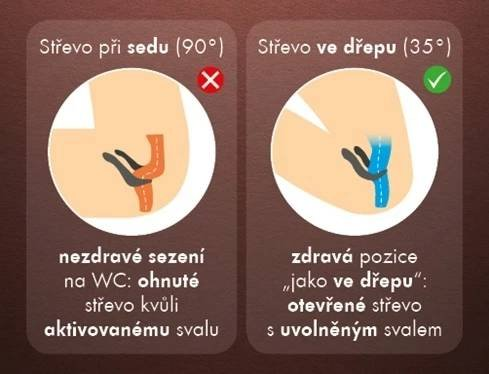 Střevo při sedu (90°)
nezdravé sezení
na WC: ohnuté
střevo kvůli
aktivovanému svalu
Střevo ve dřepu (35°)
zdravá pozice
„jako ve dřepu“:
otevřené střevo
s uvolněným svalem